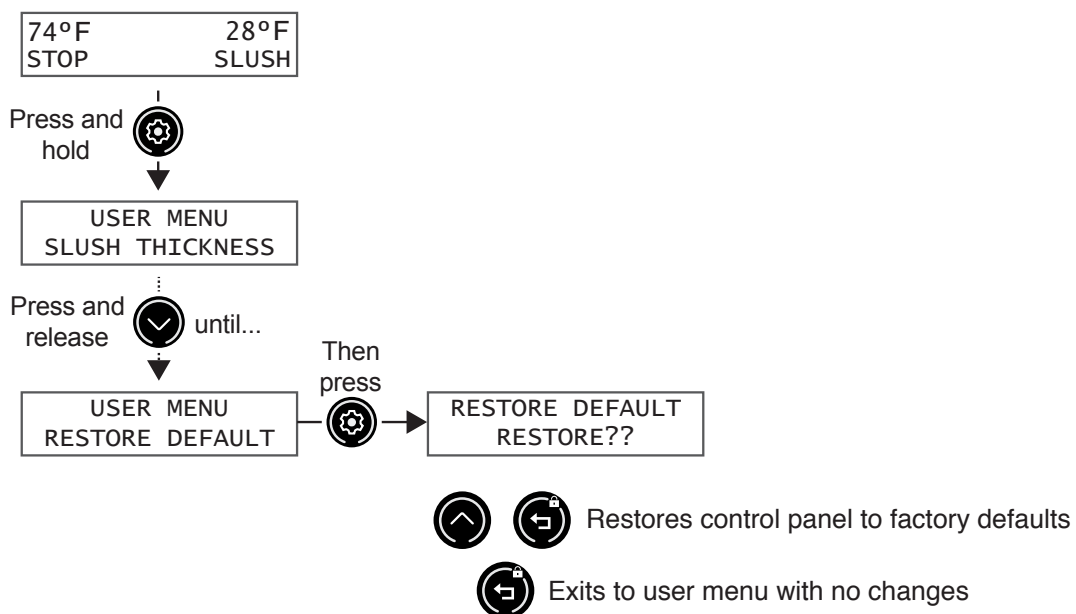 74°F 28°F
STOP SLUSH
Press and
hold
USER MENU
SLUSH THICKNESS
Press and
release
until...
Then
press
USER MENU
RESTORE DEFAULT
RESTORE DEFAULT
RESTORE??
Restores control panel to factory defaults
Exits to user menu with no changes